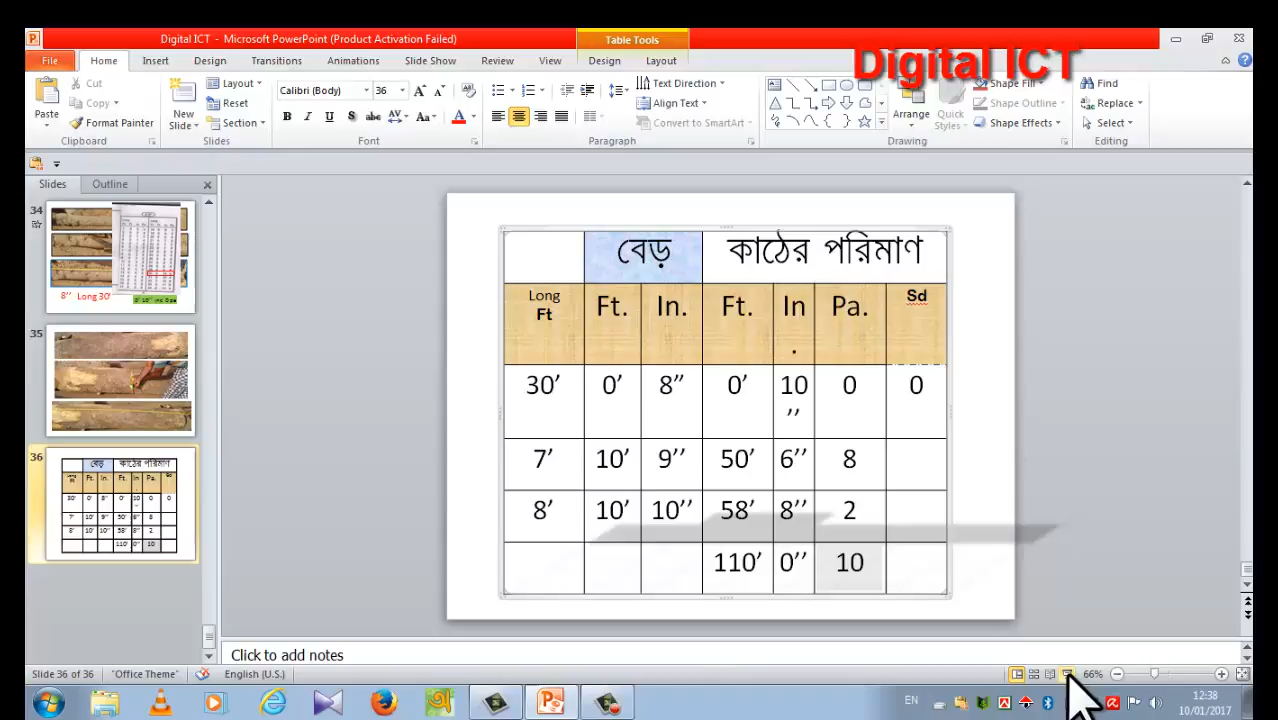 Digital ICT - Microsoft PowerPoint (Product Activation Failed)
Table Tools
Digital ICT
File Home Insert Design Transitions Animations Slide Show Review View Design Layout
Paste
Cut
Copy
Format Painter
Clipboard
New
Slide
Layout
Reset
Section
Slides
Calibri (Body) 36
B I U S abc AV Aa A
Font
Text Direction
Align Text
Convert to SmartArt
Paragraph
Arrange
Quick
Styles
Shape Fill
Shape Outline
Shape Effects
Drawing
Find
Replace
Select
Editing
Slides Outline
34
8” Long 30’
35
36
বেড় কাঠের পরিমাণ
Long
Ft
Ft. In. Ft. In
.
Pa. Sd
30’ 0’ 8” 0’ 10
’’
0 0
7’ 10’ 9’’ 50’ 6’’ 8
8’ 10’ 10’’ 58’ 8’’ 2
110’ 0’’ 10
Click to add notes
Slide 36 of 36 "Office Theme" English (U.S.) 66%
EN
12:38
10/01/2017